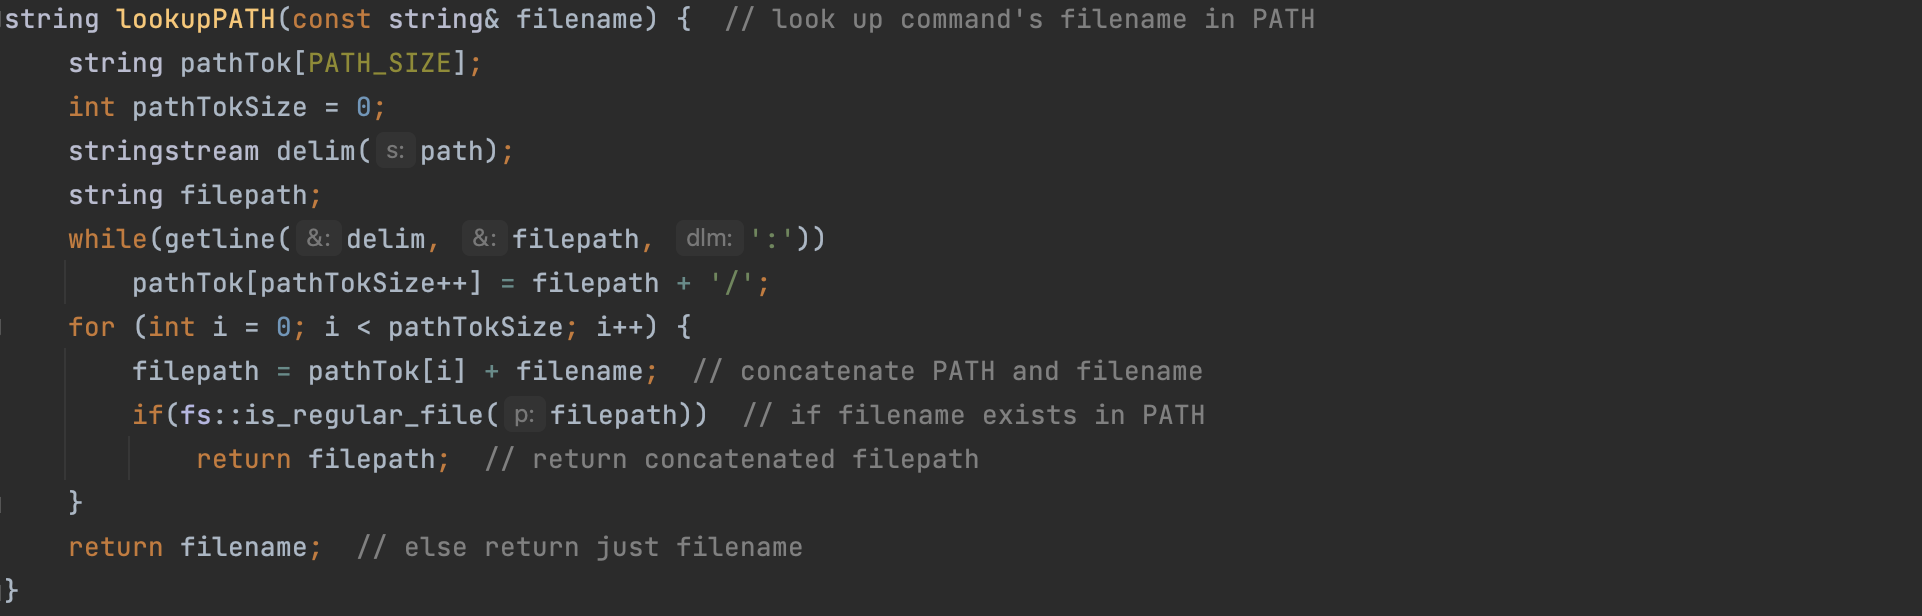 string lookupPATH(const string& filename) {  // look up command's filename in PATH
    string pathTok[PATH_SIZE];
    int pathTokSize = 0;
    stringstream delim( s: path);
    string filepath;
    while(getline( &: delim, &: filepath, dlm: ':'))
        pathTok[pathTokSize++] = filepath + '/';
    for (int i = 0; i < pathTokSize; i++) {
        filepath = pathTok[i] + filename;  // concatenate PATH and filename
        if(fs::is_regular_file( p: filepath))  // if filename exists in PATH
            return filepath;  // return concatenated filepath
    }
    return filename;  // else return just filename
}